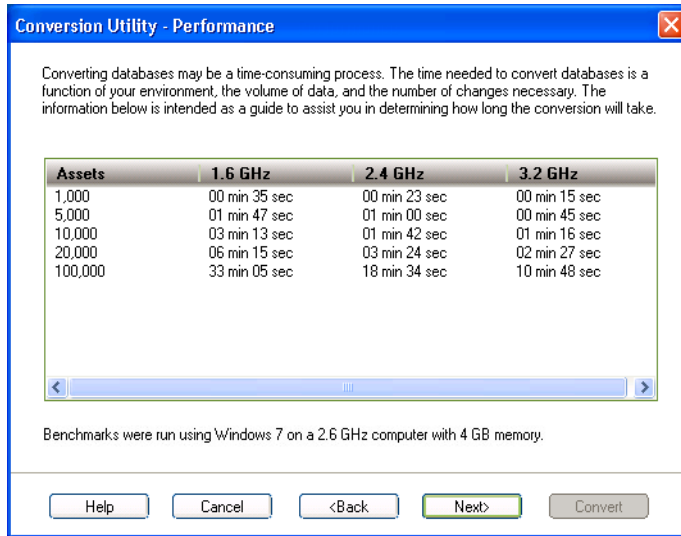 Conversion Utility - Performance
Converting databases may be a time-consuming process. The time needed to convert databases is a
function of your environment, the volume of data, and the number of changes necessary. The
information below is intended as a guide to assist you in determining how long the conversion will take.
Assets 1.6 GHz 2.4 GHz 3.2 GHz
1,000 00 min 35 sec 00 min 23 sec 00 min 15 sec
5,000 01 min 47 sec 01 min 00 sec 00 min 45 sec
10,000 03 min 13 sec 01 min 42 sec 01 min 16 sec
20,000 06 min 15 sec 03 min 24 sec 02 min 27 sec
100,000 33 min 05 sec 18 min 34 sec 10 min 48 sec
Benchmarks were run using Windows 7 on a 2.6 GHz computer with 4 GB memory.
Help Cancel <Back Next> Convert